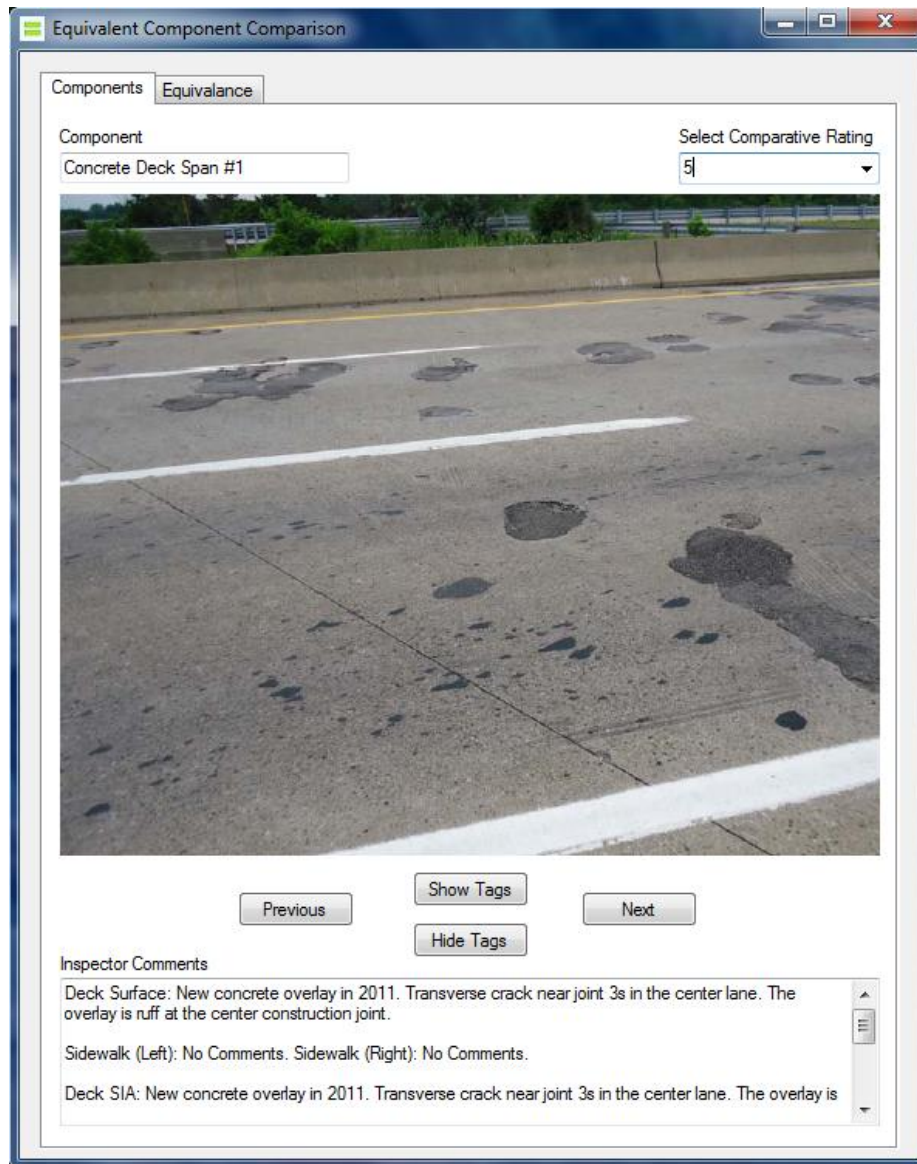 Equivalent Component Comparison
Components
Equivalance
Component
Select Comparative Rating
Concrete Deck Span #1
5
Previous
Show Tags
Next
Hide Tags
Inspector Comments
Deck Surface: New concrete overlay in 2011. Transverse crack near joint 3s in the center lane. The
overlay is ruff at the center construction joint.
Sidewalk (Left): No Comments. Sidewalk (Right): No Comments.
Deck SIA: New concrete overlay in 2011. Transverse crack near joint 3s in the center lane. The overlay is